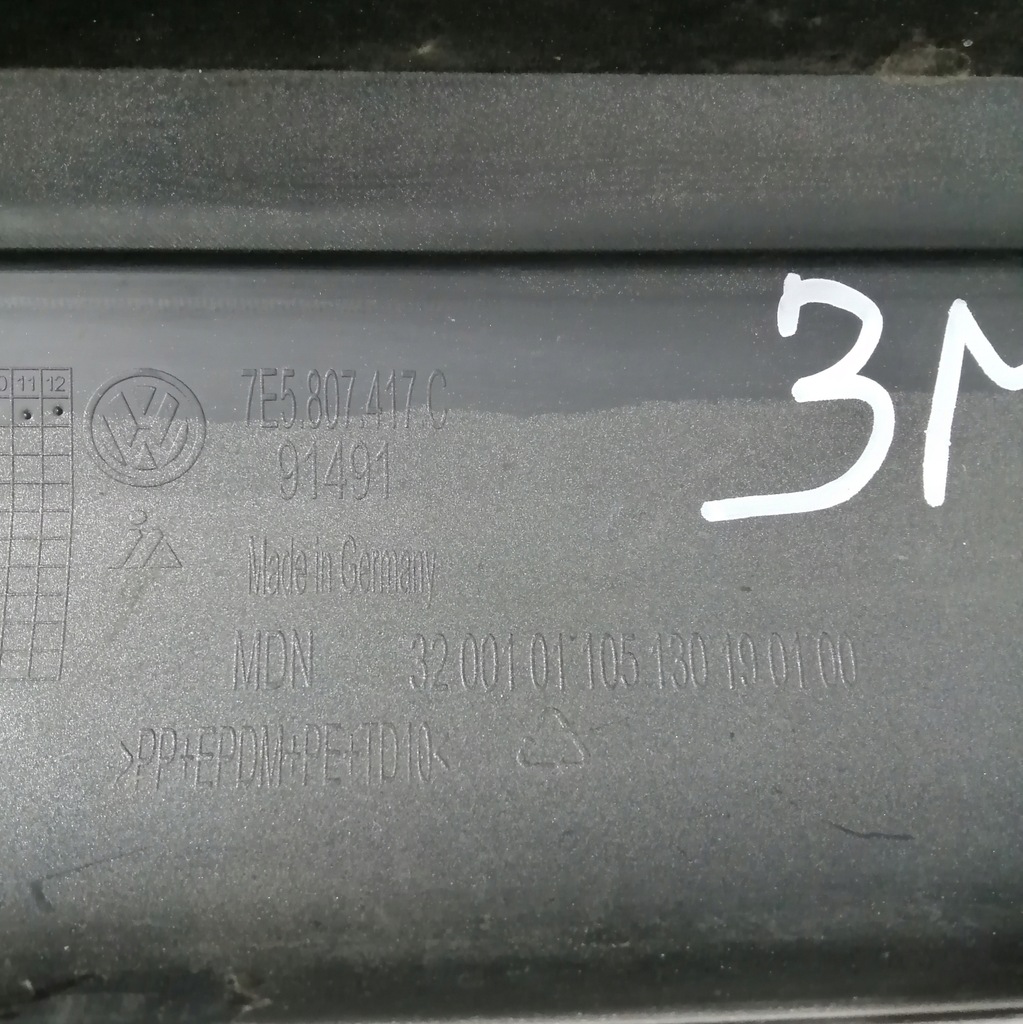 11 12
7E5.807.417.C
91491
Made in Germany
MDN 32 001 01 105 130 19 01 00
>PP+EPDM+PE+TD10<